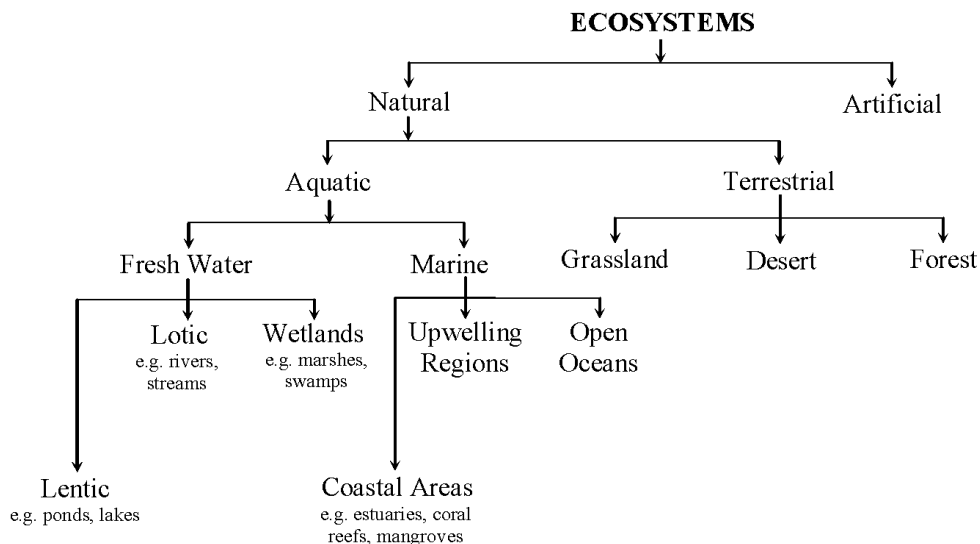 ECOSYSTEMS
Natural
Artificial
Aquatic
Terrestrial
Fresh Water
Marine
Grassland
Desert
Forest
Lotic
e.g. rivers,
streams
Wetlands
e.g. marshes,
swamps
Upwelling
Regions
Open
Oceans
Lentic
e.g. ponds, lakes
Coastal Areas
e.g. estuaries, coral
reefs, mangroves